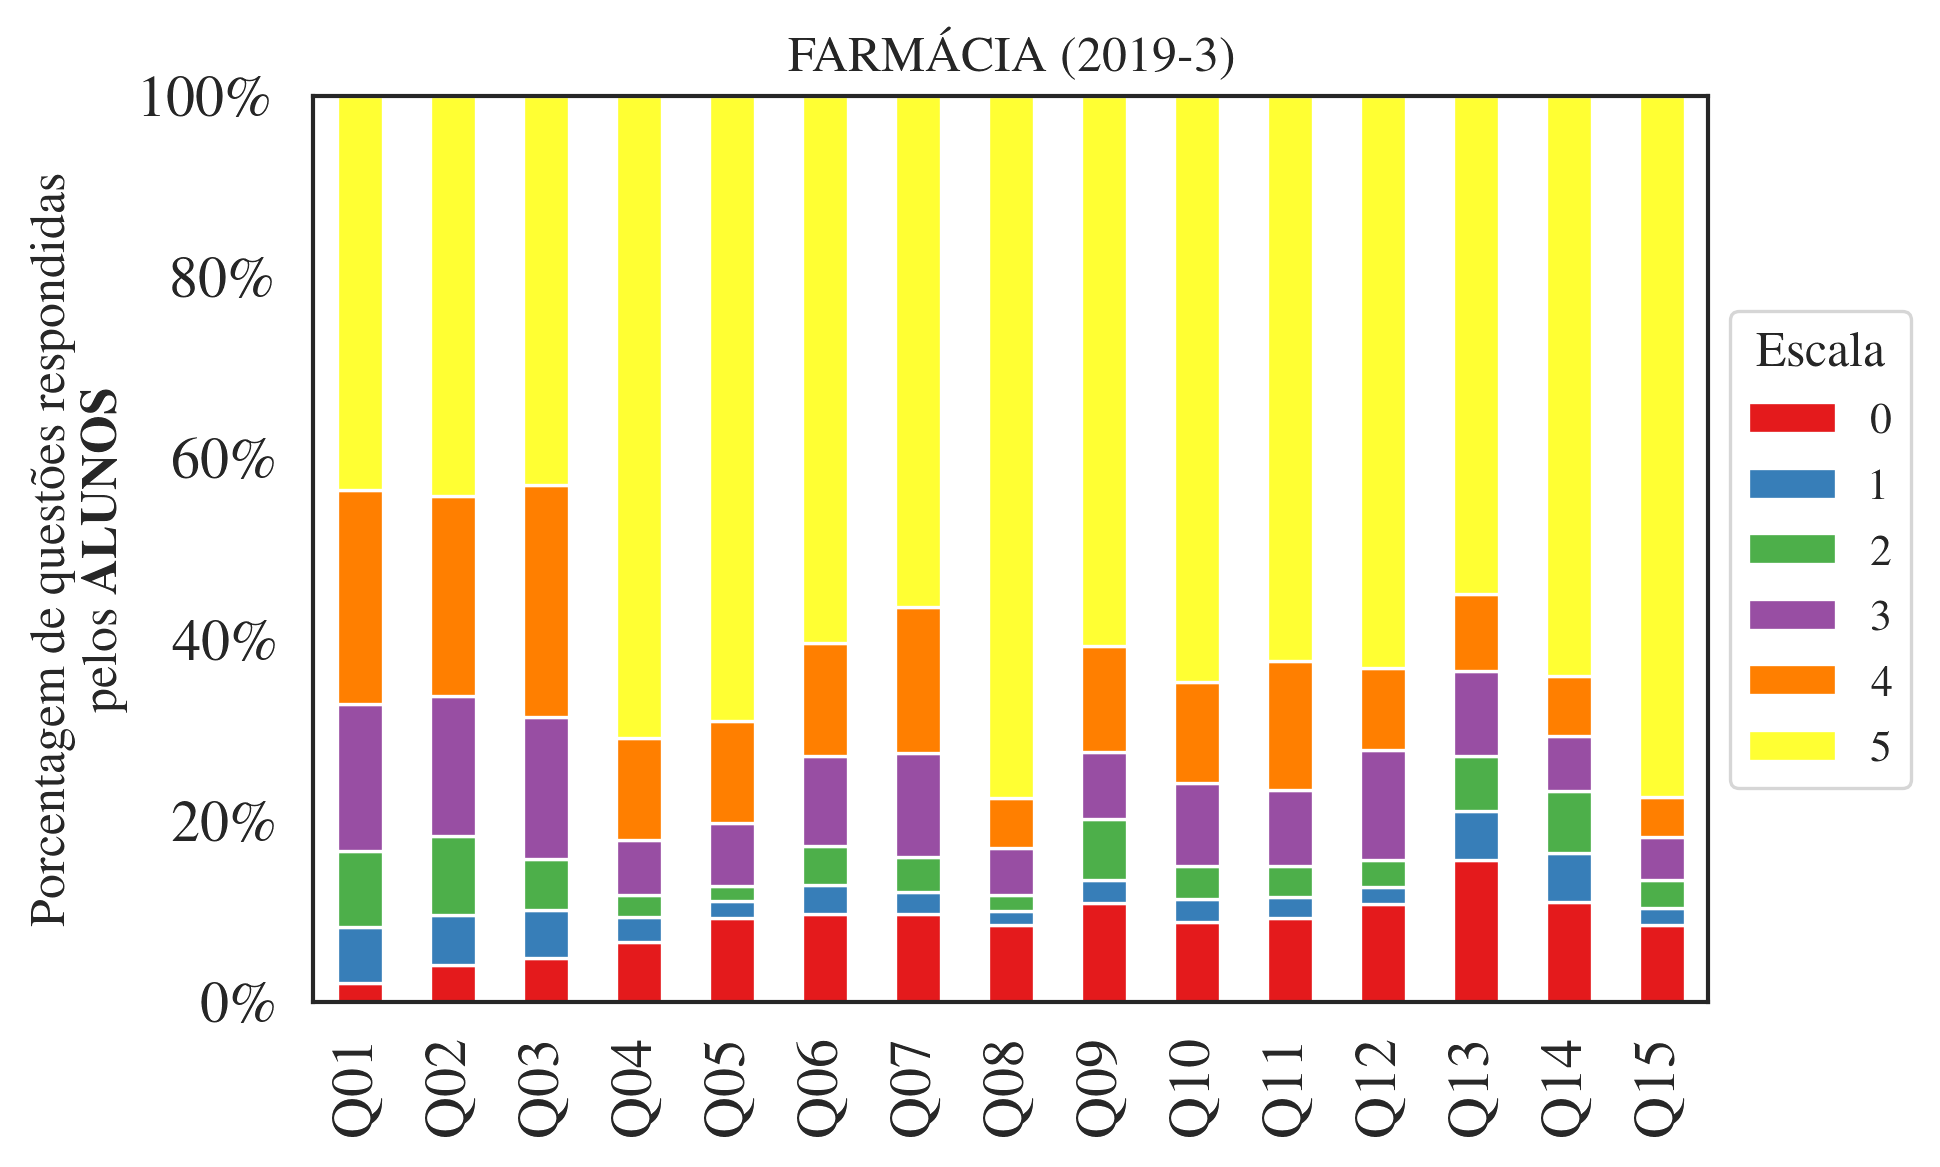 FARMÁCIA (2019-3)
100%
80%
60%
40%
20%
0%
Porcentagem de questões respondidas
pelos ALUNOS
Q01
Q02
Q03
Q04
Q05
Q06
Q07
Q08
Q09
Q10
Q11
Q12
Q13
Q14
Q15
Escala
0
1
2
3
4
5